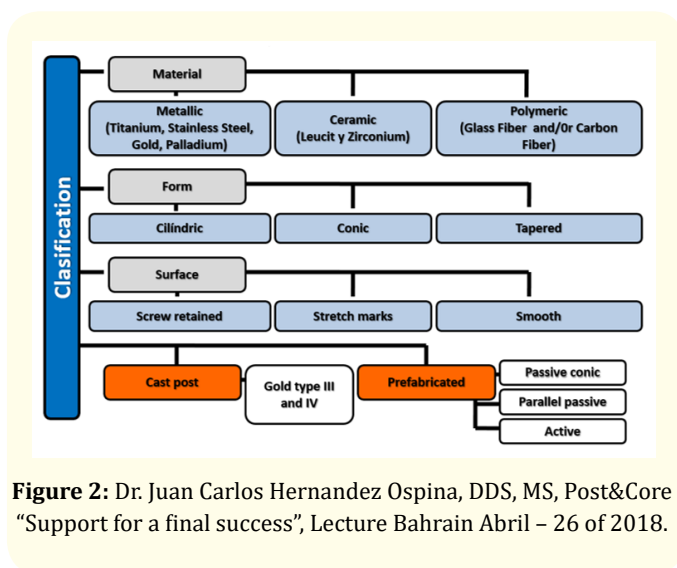 Clasification
Material
Metallic
(Titanium, Stainless Steel,
Gold, Palladium)
Ceramic
(Leucit y Zirconium)
Polymeric
(Glass Fiber and/0r Carbon
Fiber)
Form
Cilíndric
Conic
Tapered
Surface
Screw retained
Stretch marks
Smooth
Cast post
Gold type III
and IV
Prefabricated
Passive conic
Parallel passive
Active
Figure 2: Dr. Juan Carlos Hernandez Ospina, DDS, MS, Post&Core
“Support for a final success”, Lecture Bahrain Abril – 26 of 2018.